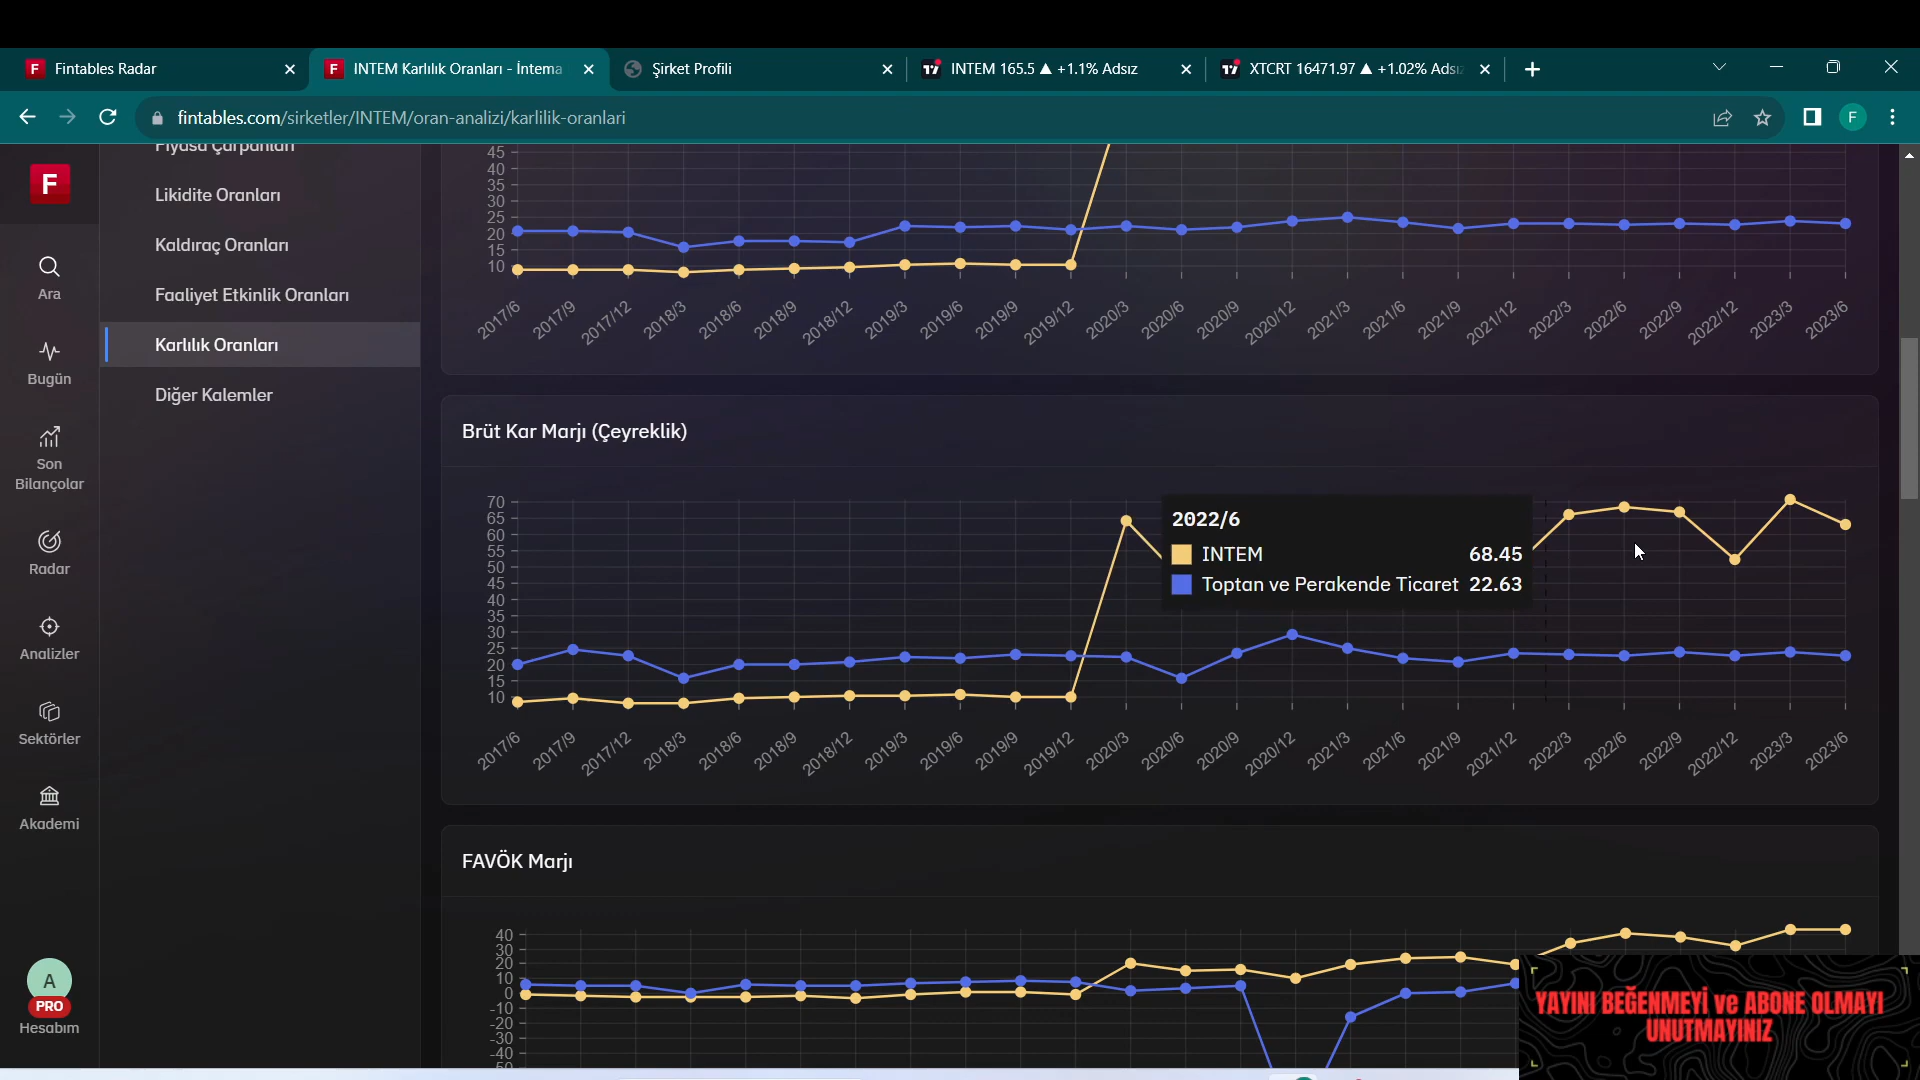 Fintables Radar
INTEM Karlılık Oranları - İntema
Şirket Profili
INTEM 165.5 ▲ +1.1% Adsız
XTCRT 16471.97 ▲ +1.02% Adsız
fintables.com/sirketler/INTEM/oran-analizi/karlilik-oranlari
F
F
Ara
Bugün
Son
Bilançolar
Radar
Analizler
Sektörler
Akademi
A
PRO
Hesabım
Piyasa Çarpanları
Likidite Oranları
Kaldıraç Oranları
Faaliyet Etkinlik Oranları
Karlılık Oranları
Diğer Kalemler
45
40
35
30
25
20
15
10
2017/6 2017/9 2017/12 2018/3 2018/6 2018/9 2018/12 2019/3 2019/6 2019/9 2019/12 2020/3 2020/6 2020/9 2020/12 2021/3 2021/6 2021/9 2021/12 2022/3 2022/6 2022/9 2022/12 2023/3 2023/6
Brüt Kar Marjı (Çeyreklik)
70
65
60
55
50
45
40
35
30
25
20
15
10
2022/6
INTEM 68.45
Toptan ve Perakende Ticaret 22.63
2017/6 2017/9 2017/12 2018/3 2018/6 2018/9 2018/12 2019/3 2019/6 2019/9 2019/12 2020/3 2020/6 2020/9 2020/12 2021/3 2021/6 2021/9 2021/12 2022/3 2022/6 2022/9 2022/12 2023/3 2023/6
FAVÖK Marjı
40
30
20
10
0
-10
-20
-30
-40
YAYINI BEĞENMEYİ ve ABONE OLMAYI
UNUTMAYINIZ